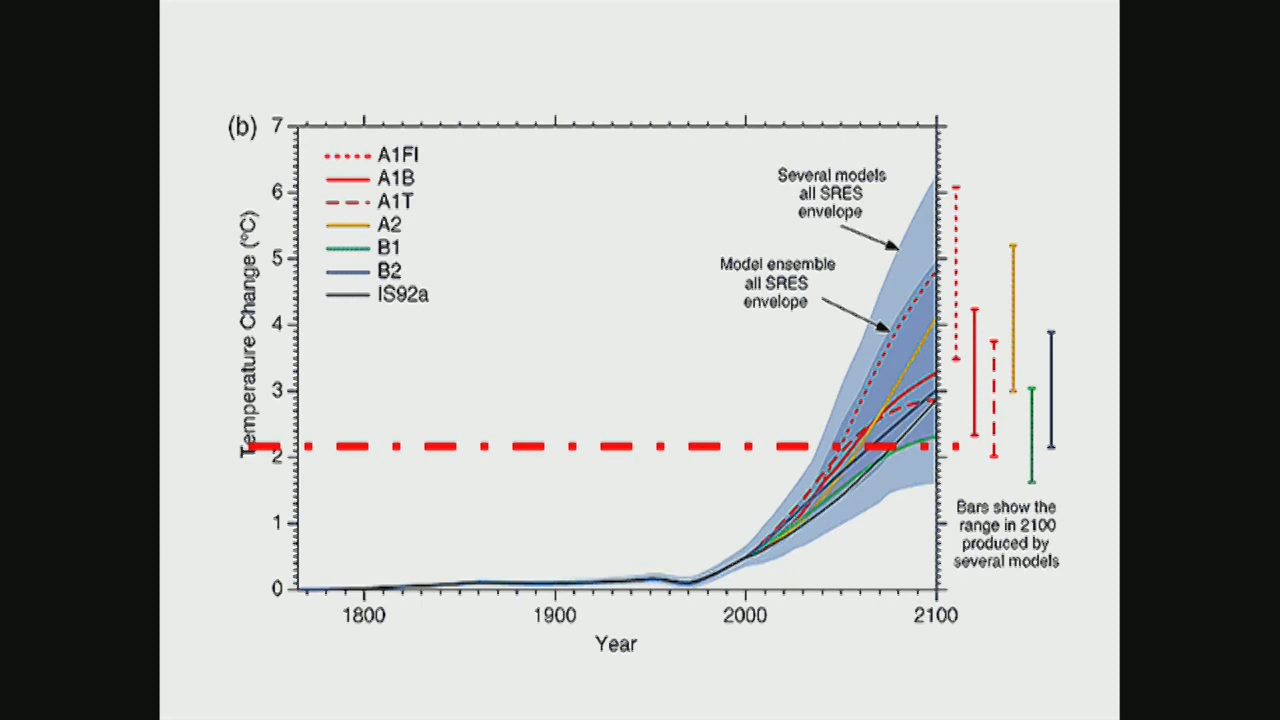 (b)
7
6
5
4
3
2
1
0
Temperature Change (°C)
A1FI
A1B
A1T
A2
B1
B2
IS92a
Several models
all SRES
envelope
Model ensemble
all SRES
envelope
Bars show the
range in 2100
produced by
several models
1800
1900
2000
2100
Year